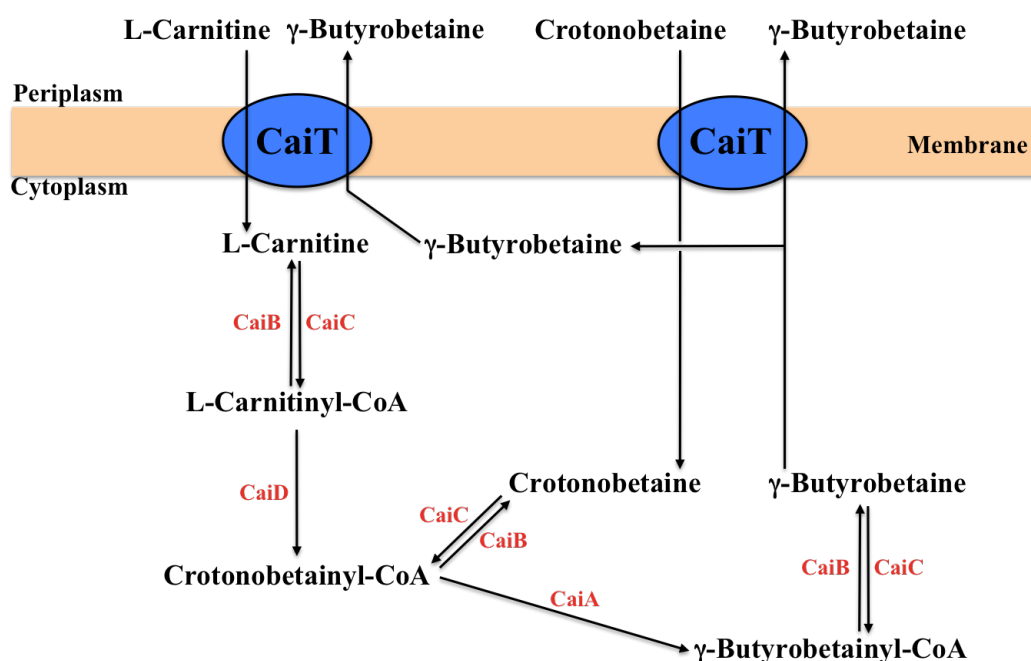 L-Carnitine γ-Butyrobetaine Crotonobetaine γ-Butyrobetaine
Periplasm
CaiT CaiT Membrane
Cytoplasm
L-Carnitine γ-Butyrobetaine
CaiB CaiC
L-Carnitinyl-CoA
CaiD Crotonobetaine γ-Butyrobetaine
CaiC
CaiB
Crotonobetainyl-CoA CaiB CaiC
CaiA
γ-Butyrobetainyl-CoA